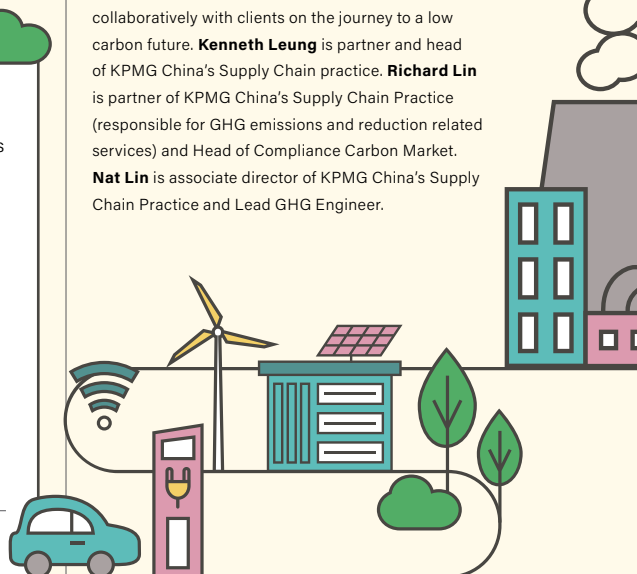 collaboratively with clients on the journey to a low
carbon future. Kenneth Leung is partner and head
of KPMG China’s Supply Chain practice. Richard Lin
is partner of KPMG China’s Supply Chain Practice
(responsible for GHG emissions and reduction related
services) and Head of Compliance Carbon Market.
Nat Lin is associate director of KPMG China’s Supply
Chain Practice and Lead GHG Engineer.
s